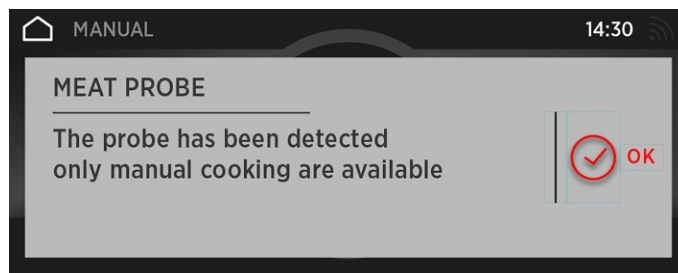 MANUAL 14:30
MEAT PROBE
The probe has been detected
only manual cooking are available
OK